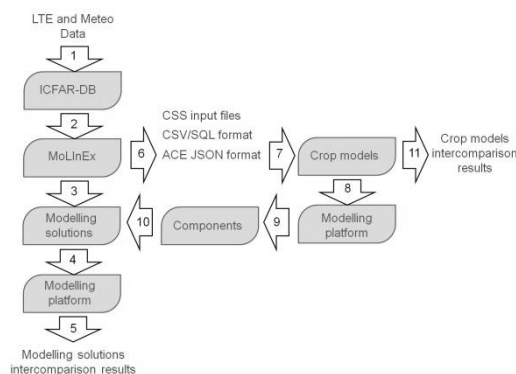 LTE and Meteo
Data
1
ICFAR-DB
2
MoLInEx
6
CSS input files
CSV/SQL format
ACE JSON format
7
Crop models
11
Crop models
intercomparison
results
3
8
Modelling
solutions
10
Components
9
Modelling
platform
4
Modelling
platform
5
Modelling solutions
intercomparison results